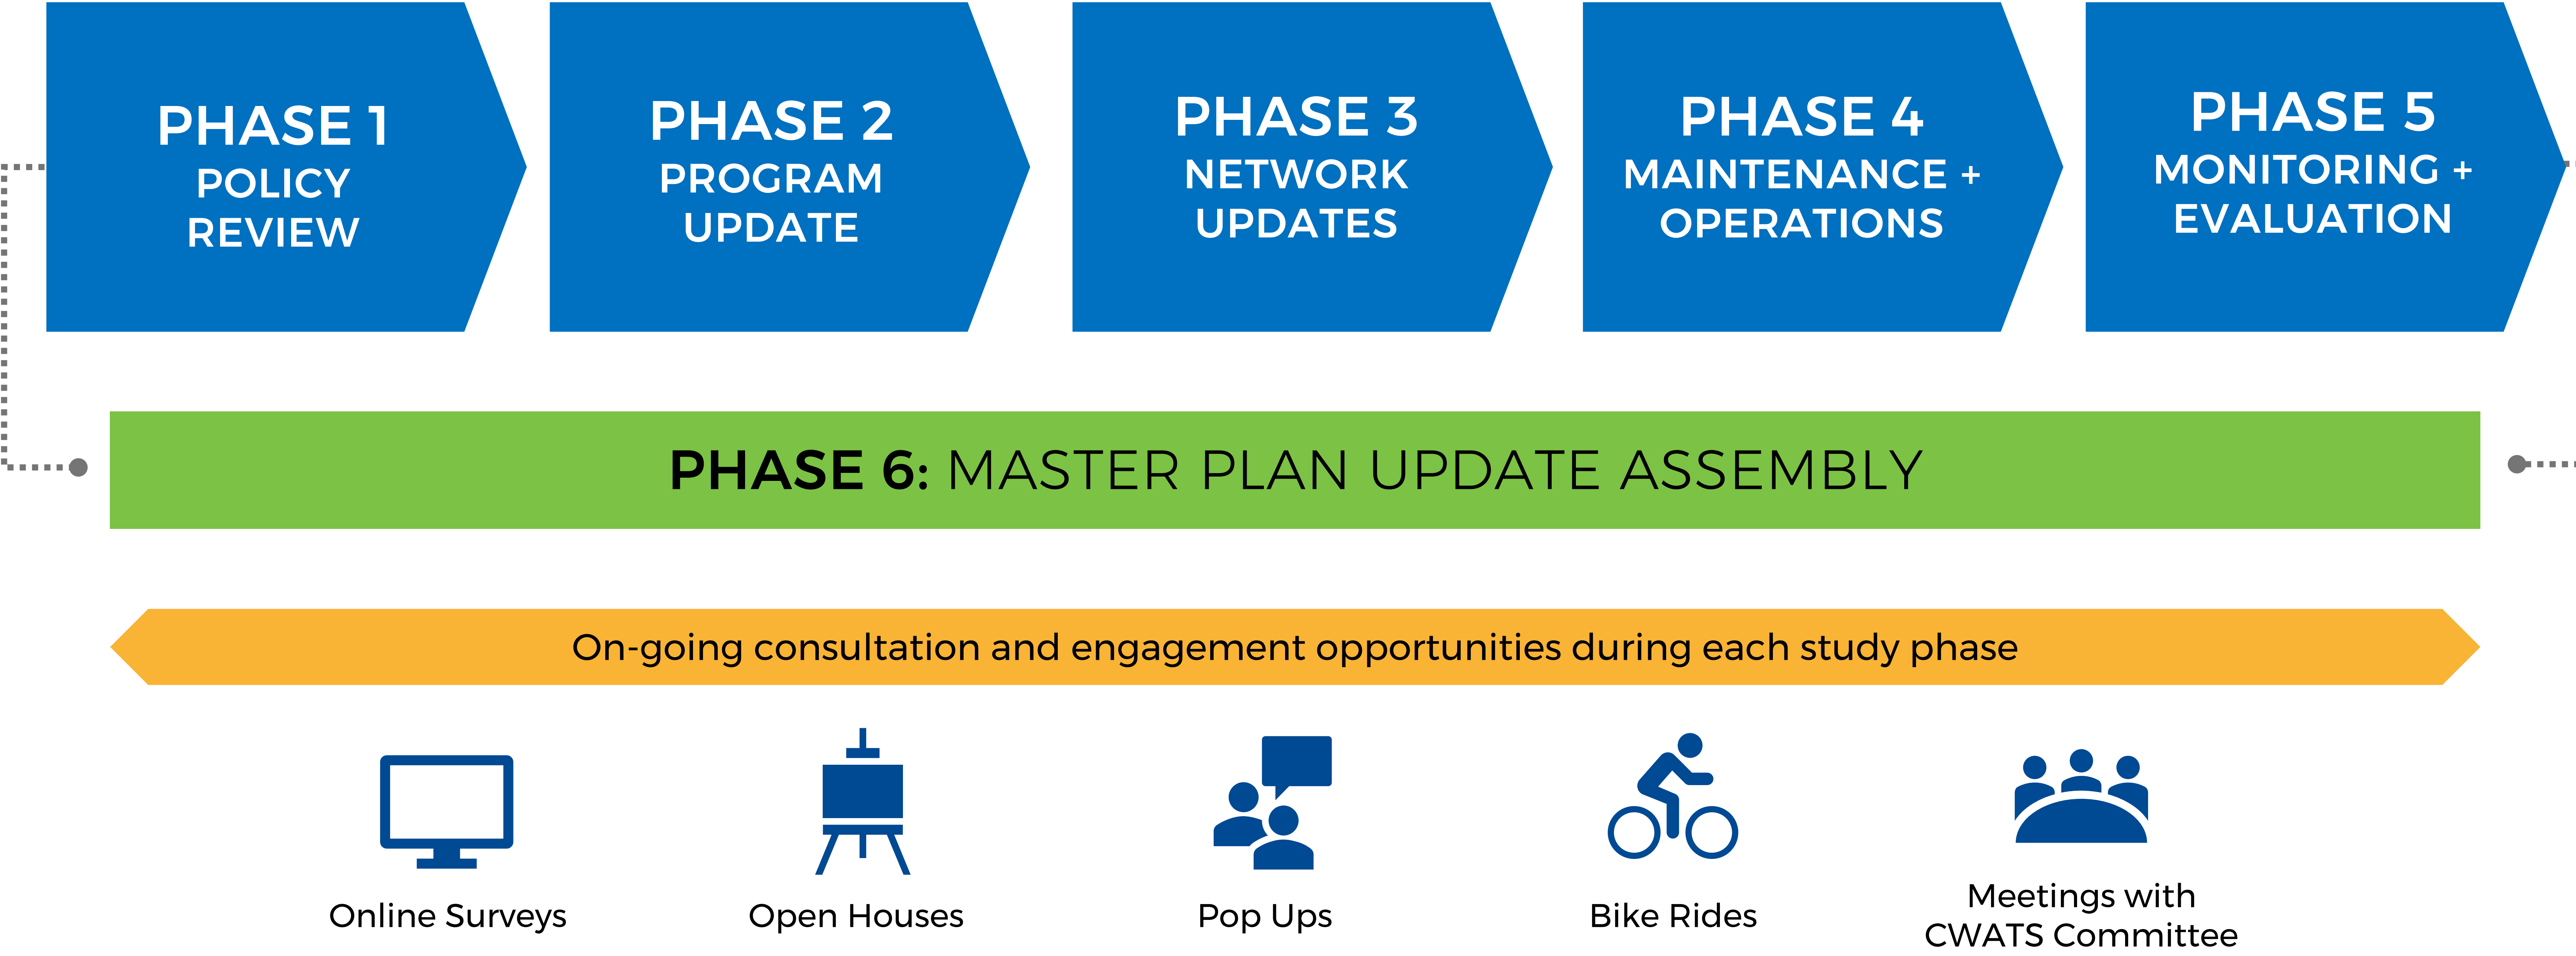 PHASE 1
POLICY
REVIEW
PHASE 2
PROGRAM
UPDATE
PHASE 3
NETWORK
UPDATES
PHASE 4
MAINTENANCE +
OPERATIONS
PHASE 5
MONITORING +
EVALUATION
PHASE 6: MASTER PLAN UPDATE ASSEMBLY
On-going consultation and engagement opportunities during each study phase
Online Surveys
Open Houses
Pop Ups
Bike Rides
Meetings with
CWATS Committee